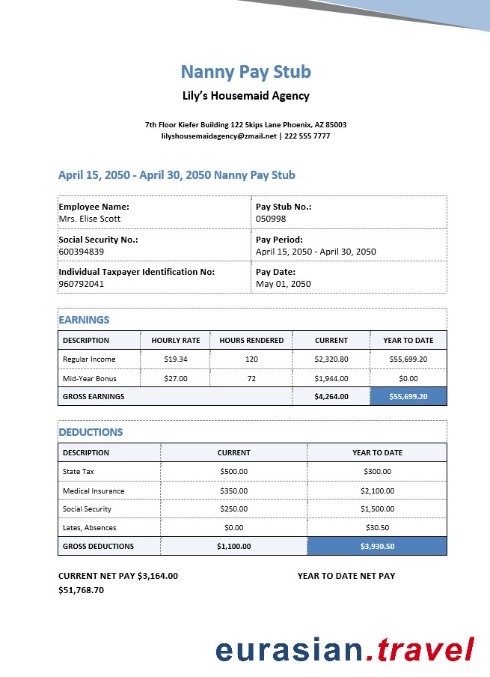 Nanny Pay Stub
Lily's Housemaid Agency
7th Floor Kiefer Building 122 Skips Lane Phoenix, AZ 85003
lilyshousemaidagency@zmail.net | 222 555 7777
April 15, 2050 - April 30, 2050 Nanny Pay Stub
Employee Name: Pay Stub No.:
Mrs. Elise Scott 050998
Social Security No.: Pay Period:
600394839 April 15, 2050 - April 30, 2050
Individual Taxpayer Identification No: Pay Date:
960792041 May 01, 2050
EARNINGS
DESCRIPTION HOURLY RATE HOURS RENDERED CURRENT YEAR TO DATE
Regular Income $19.34 120 $2,320.80 $55,699.20
Mid-Year Bonus $27.00 72 $1,944.00 $0.00
GROSS EARNINGS $4,264.00 $55,699.20
DEDUCTIONS
DESCRIPTION CURRENT YEAR TO DATE
State Tax $500.00 $300.00
Medical Insurance $350.00 $2,100.00
Social Security $250.00 $1,500.00
Lates, Absences $0.00 $30.50
GROSS DEDUCTIONS $1,100.00 $3,930.50
CURRENT NET PAY $3,164.00 YEAR TO DATE NET PAY
$51,768.70
eurasian.travel